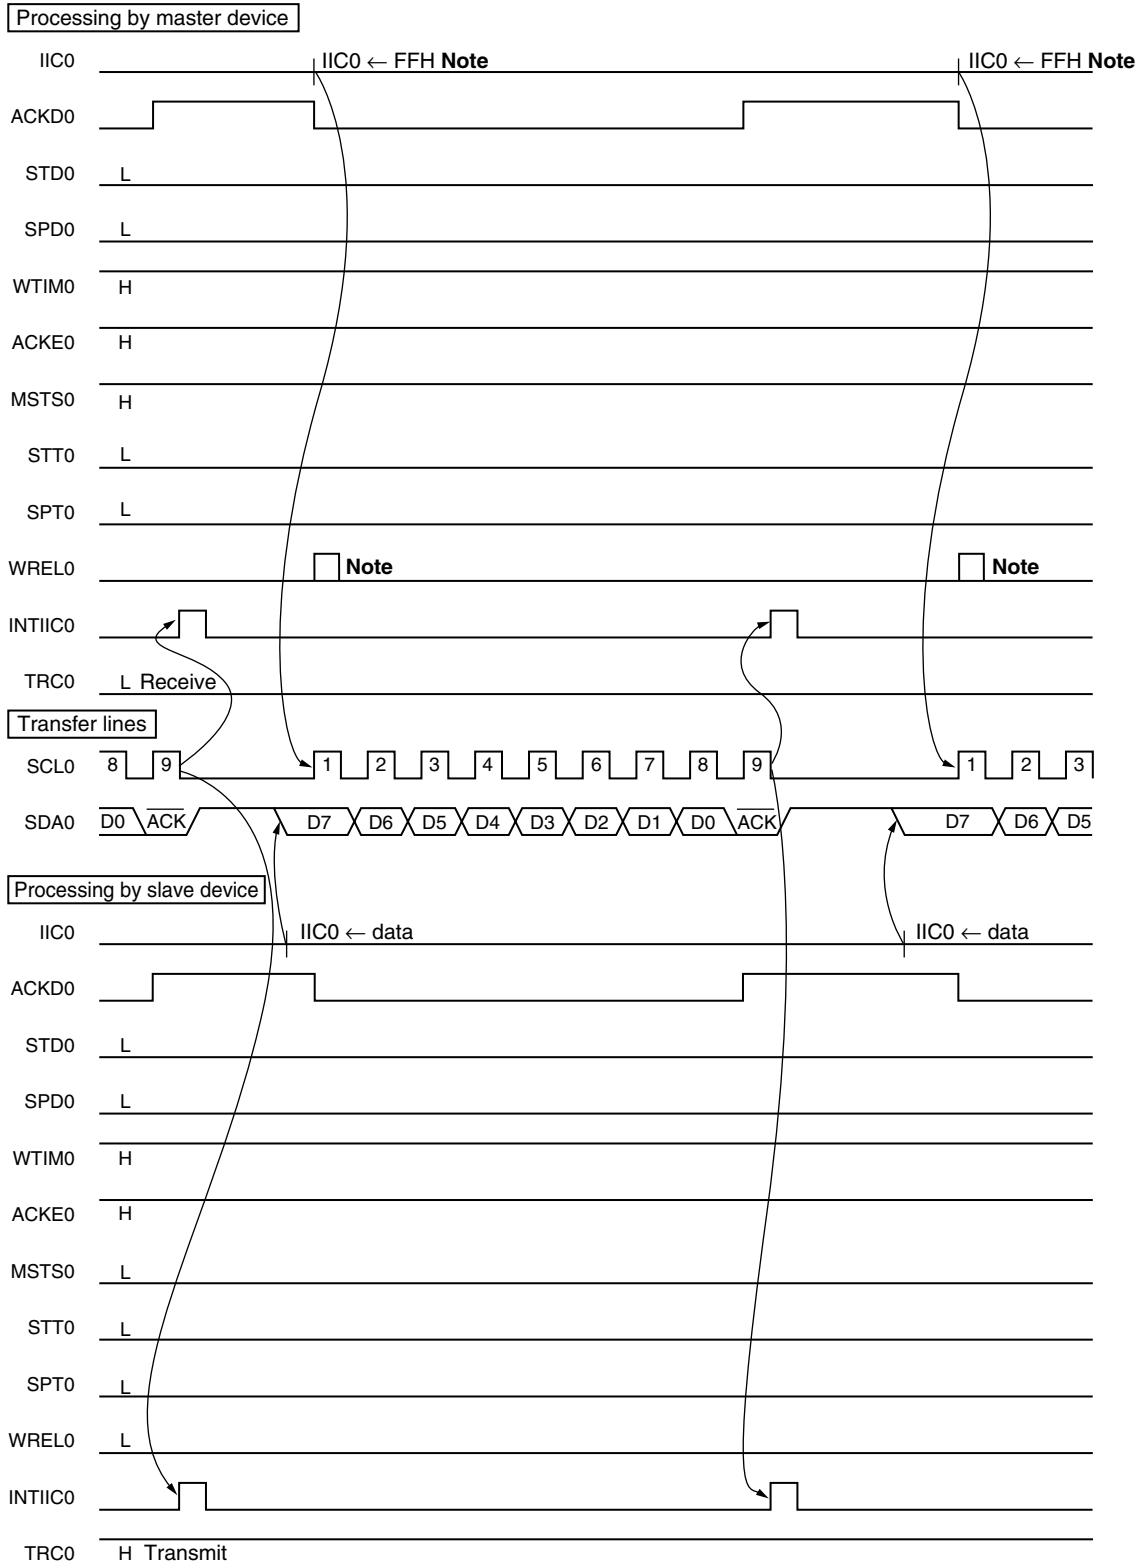 Processing by master device
IIC0 IIC0 ← FFH Note IIC0 ← FFH Note
ACKD0
STD0 L
SPD0 L
WTIM0 H
ACKE0 H
MSTS0 H
STT0 L
SPT0 L
WREL0 Note Note
INTIIC0
TRC0 L Receive
Transfer lines
SCL0 8 9 1 2 3 4 5 6 7 8 9 1 2 3
SDA0 D0 ACK D7 D6 D5 D4 D3 D2 D1 D0 ACK D7 D6 D5
Processing by slave device
IIC0 IIC0 ← data IIC0 ← data
ACKD0
STD0 L
SPD0 L
WTIM0 H
ACKE0 H
MSTS0 L
STT0 L
SPT0 L
WREL0 L
INTIIC0
TRC0 H Transmit